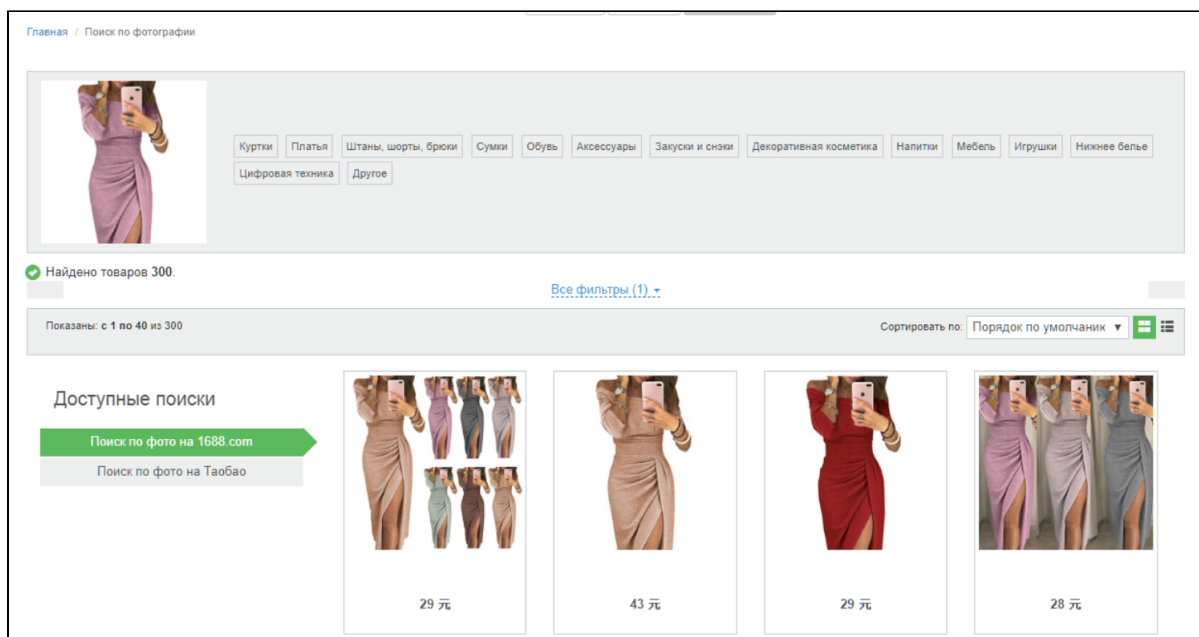 Главная / Поиск по фотографии
Куртки Платья Штаны, шорты, брюки Сумки Обувь Аксессуары Закуски и снэки Декоративная косметика Напитки Мебель Игрушки Нижнее белье
Цифровая техника Другое
Найдено товаров 300.
Все фильтры (1)
Показаны: с 1 по 40 из 300
Сортировать по: Порядок по умолчаник
Доступные поиски
Поиск по фото на 1688.com
Поиск по фото на Таобао
29 元 43 元 29 元 28 元